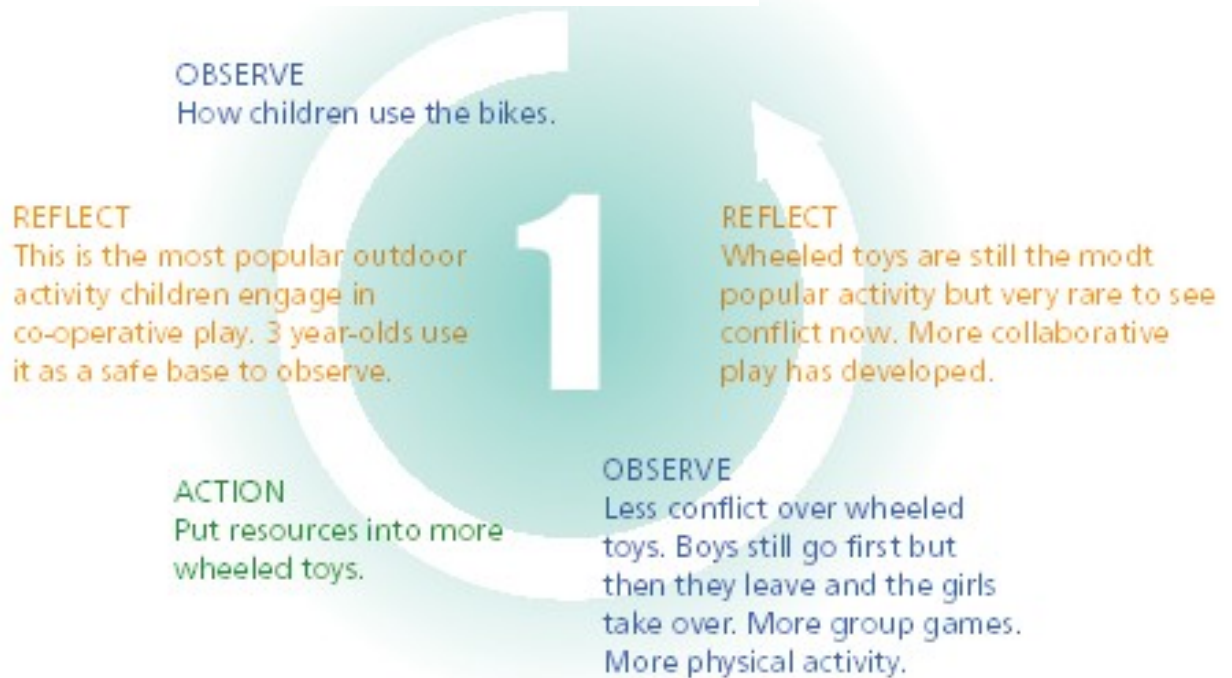 OBSERVE
How children use the bikes.
REFLECT
This is the most popular outdoor
activity children engage in
co-operative play. 3 year-olds use
it as a safe base to observe.
ACTION
Put resources into more
wheeled toys.
OBSERVE
Less conflict over wheeled
toys. Boys still go first but
then they leave and the girls
take over. More group games.
More physical activity.
REFLECT
Wheeled toys are still the modt
popular activity but very rare to see
conflict now. More collaborative
play has developed.
1